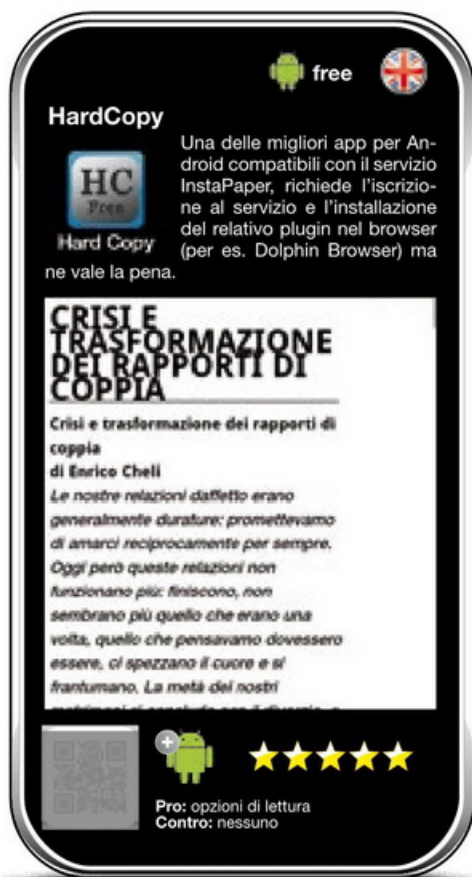 free
HardCopy
Una delle migliori app per An-
droid compatibili con il servizio
InstaPaper, richiede l'iscrizio-
ne al servizio e l'installazione
del relativo plugin nel browser
(per es. Dolphin Browser) ma
ne vale la pena.
HC
Free
Hard Copy
CRISI E
TRASFORMAZIONE
DEI RAPPORTI DI
COPPIA
Crisi e trasformazione dei rapporti di
coppia
di Enrico Cheli
Le nostre relazioni daffetto erano
generalmente durature: promettevamo
di amarci reciprocamente per sempre.
Oggi però queste relazioni non
funzionano più: finiscono, non
sembrano più quello che erano una
volta, quello che pensavamo dovessero
essere, ci spezzano il cuore e si
frantumano. La metà dei nostri
Pro: opzioni di lettura
Contro: nessuno